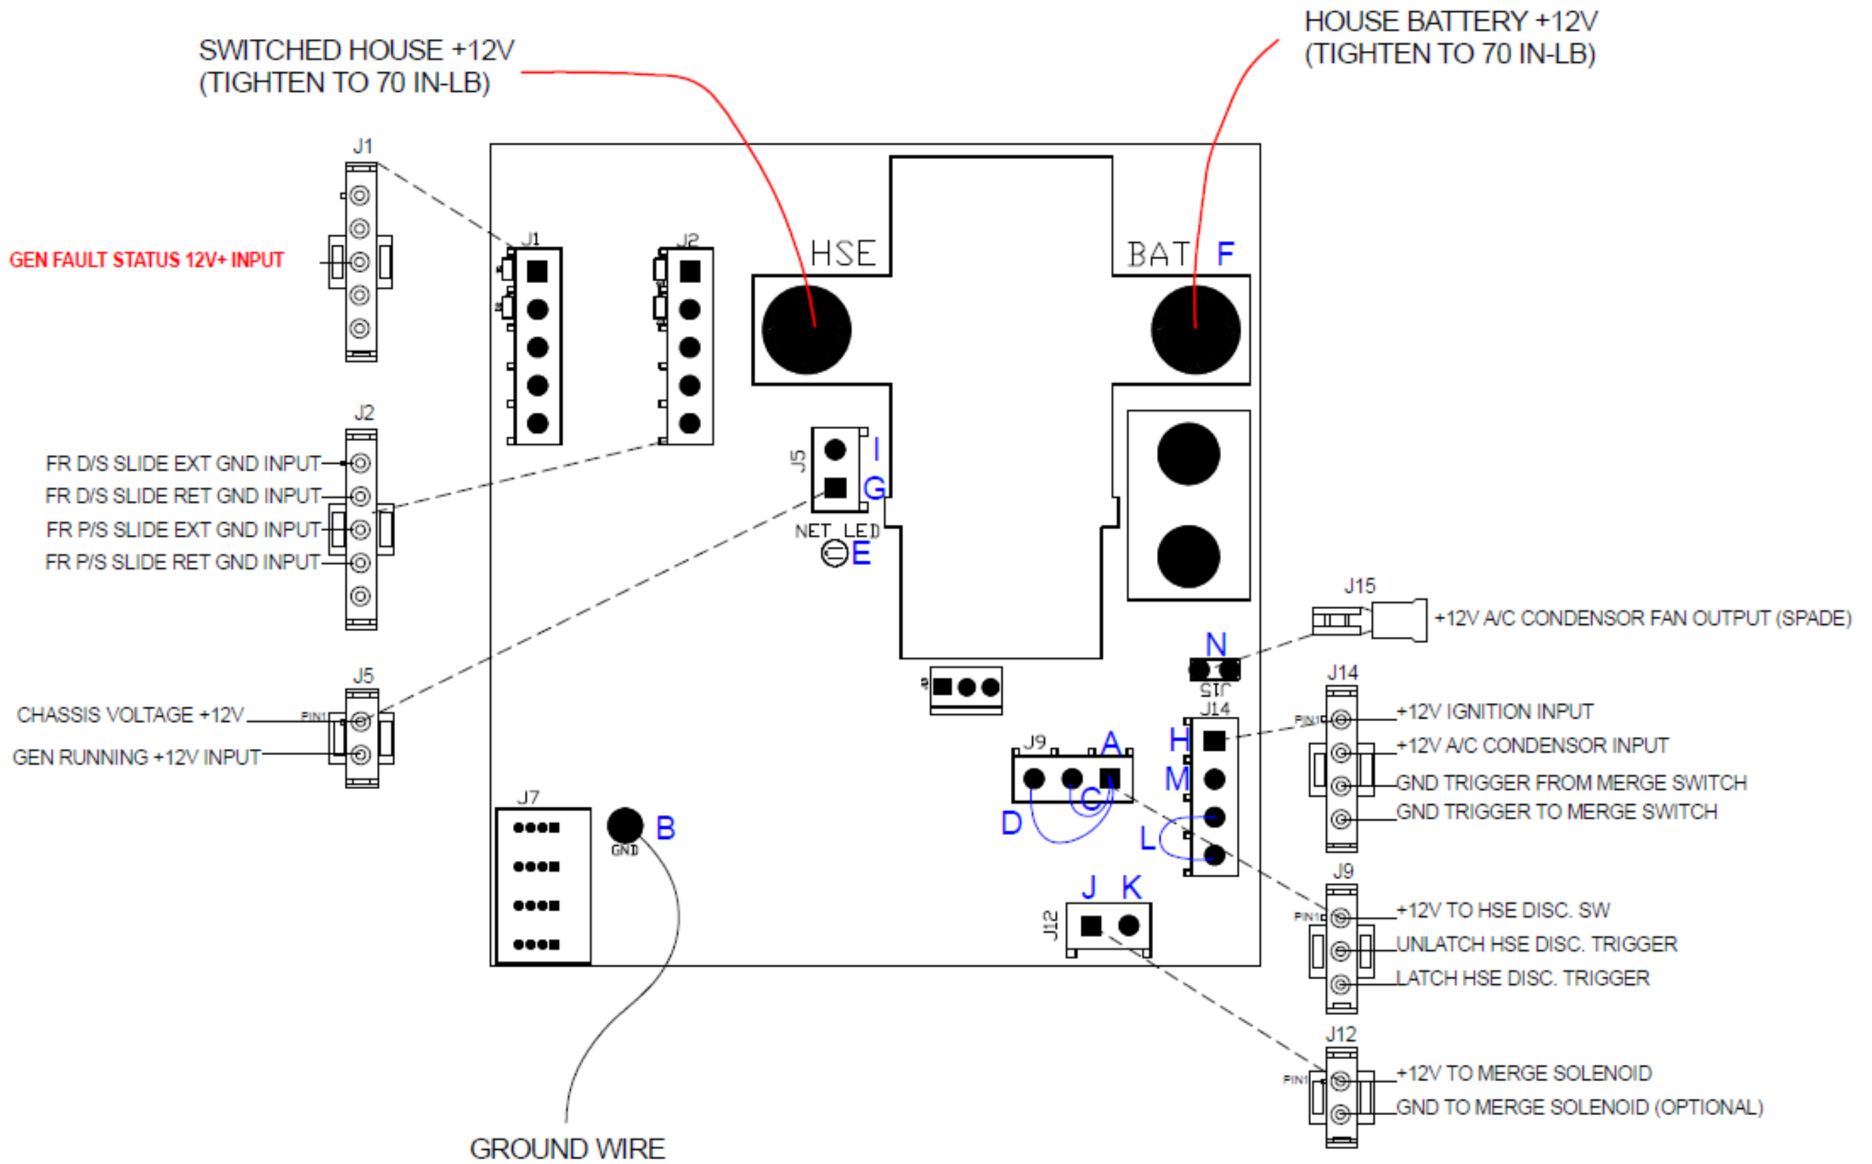 HOUSE BATTERY +12V
(TIGHTEN TO 70 IN-LB)
SWITCHED HOUSE +12V
(TIGHTEN TO 70 IN-LB)
J1
GEN FAULT STATUS 12V+ INPUT
J1
J2
HSE
BAT F
J2
FR D/S SLIDE EXT GND INPUT
FR D/S SLIDE RET GND INPUT
FR P/S SLIDE EXT GND INPUT
FR P/S SLIDE RET GND INPUT
J5
I
G
NET LED
E
J5
CHASSIS VOLTAGE +12V
PIN1
GEN RUNNING +12V INPUT
N
J15
J14
J15
+12V A/C CONDENSOR FAN OUTPUT (SPADE)
J14
PIN1
+12V IGNITION INPUT
+12V A/C CONDENSOR INPUT
GND TRIGGER FROM MERGE SWITCH
GND TRIGGER TO MERGE SWITCH
J9
A
C
D
H
M
L
J7
B
GND
J
K
J12
J9
PIN1
+12V TO HSE DISC. SW
UNLATCH HSE DISC. TRIGGER
LATCH HSE DISC. TRIGGER
J12
PIN1
+12V TO MERGE SOLENOID
GND TO MERGE SOLENOID (OPTIONAL)
GROUND WIRE